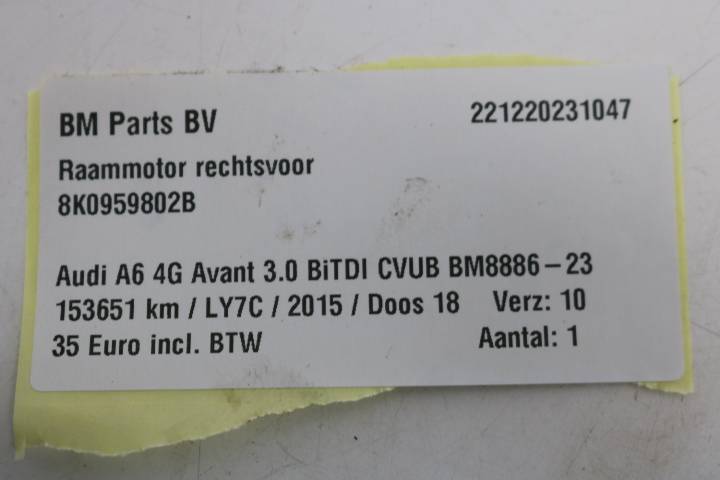 BM Parts BV 221220231047
Raammotor rechtsvoor
8K0959802B
Audi A6 4G Avant 3.0 BiTDI CVUB BM8886-23
153651 km / LY7C / 2015 / Doos 18 Verz: 10
35 Euro incl. BTW Aantal: 1